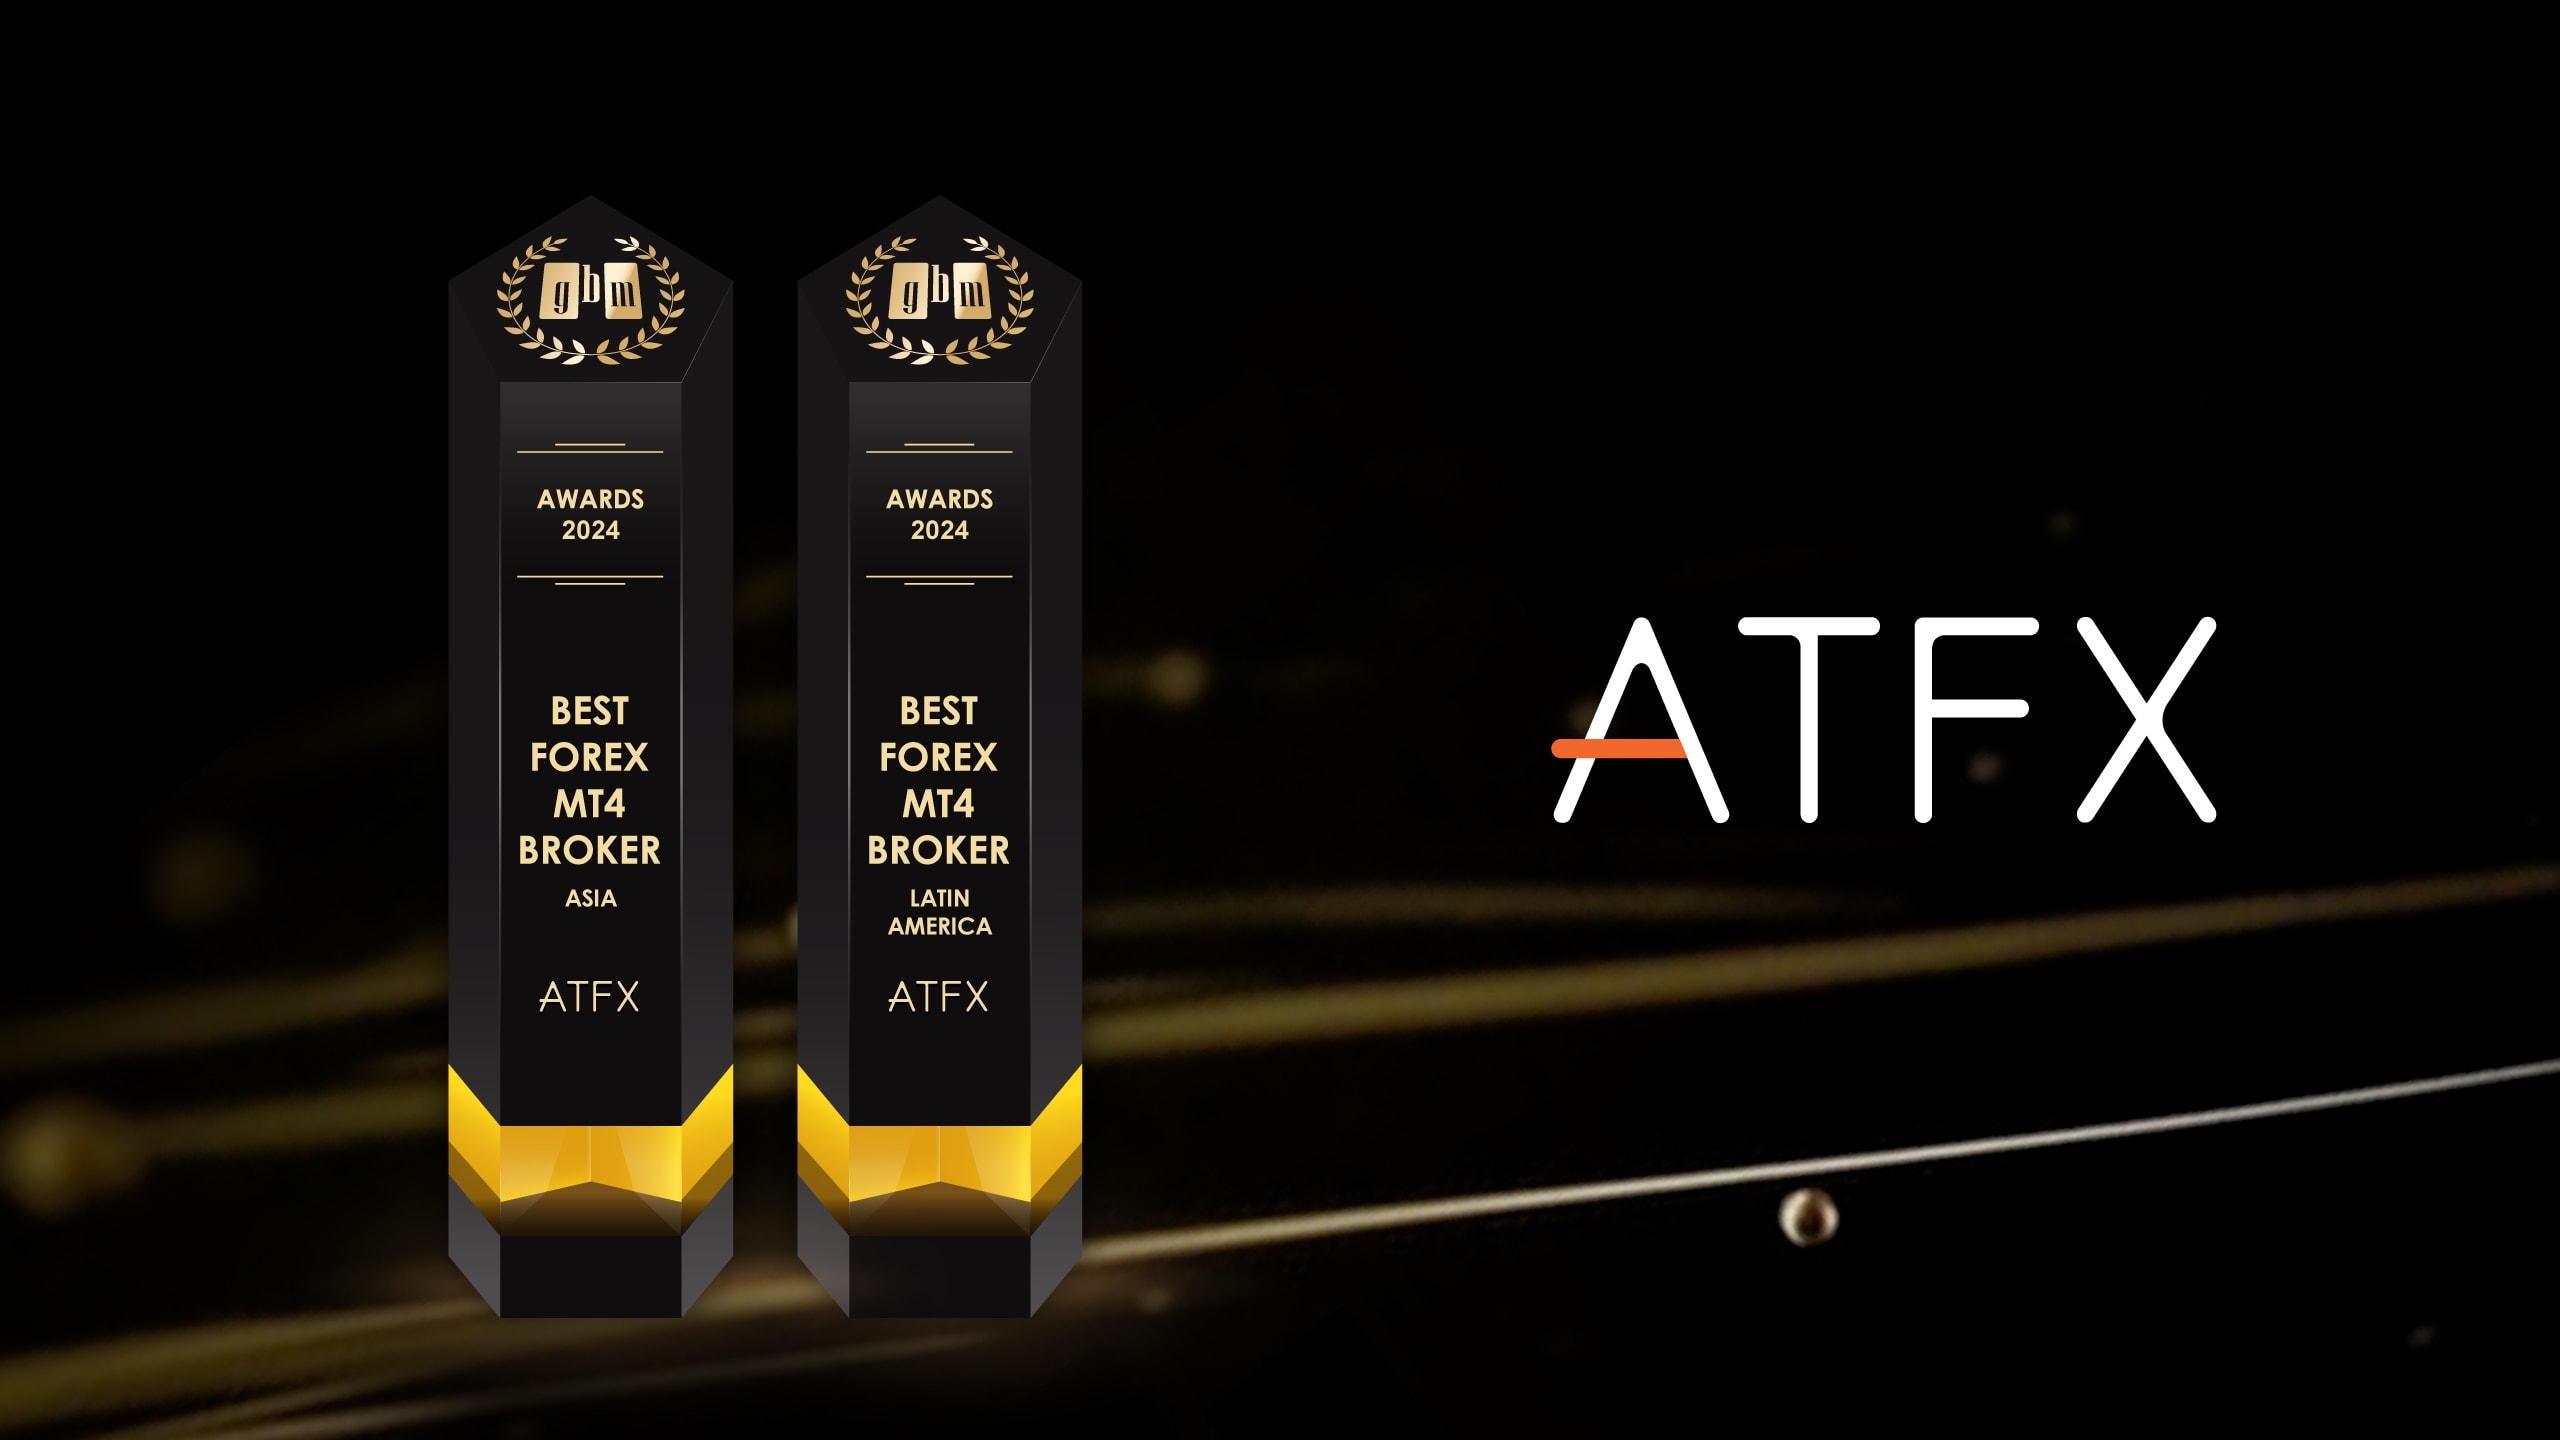 gbm
AWARDS
2024
BEST
FOREX
MT4
BROKER
ASIA
ATFX
gbm
AWARDS
2024
BEST
FOREX
MT4
BROKER
LATIN
AMERICA
ATFX
ATFX